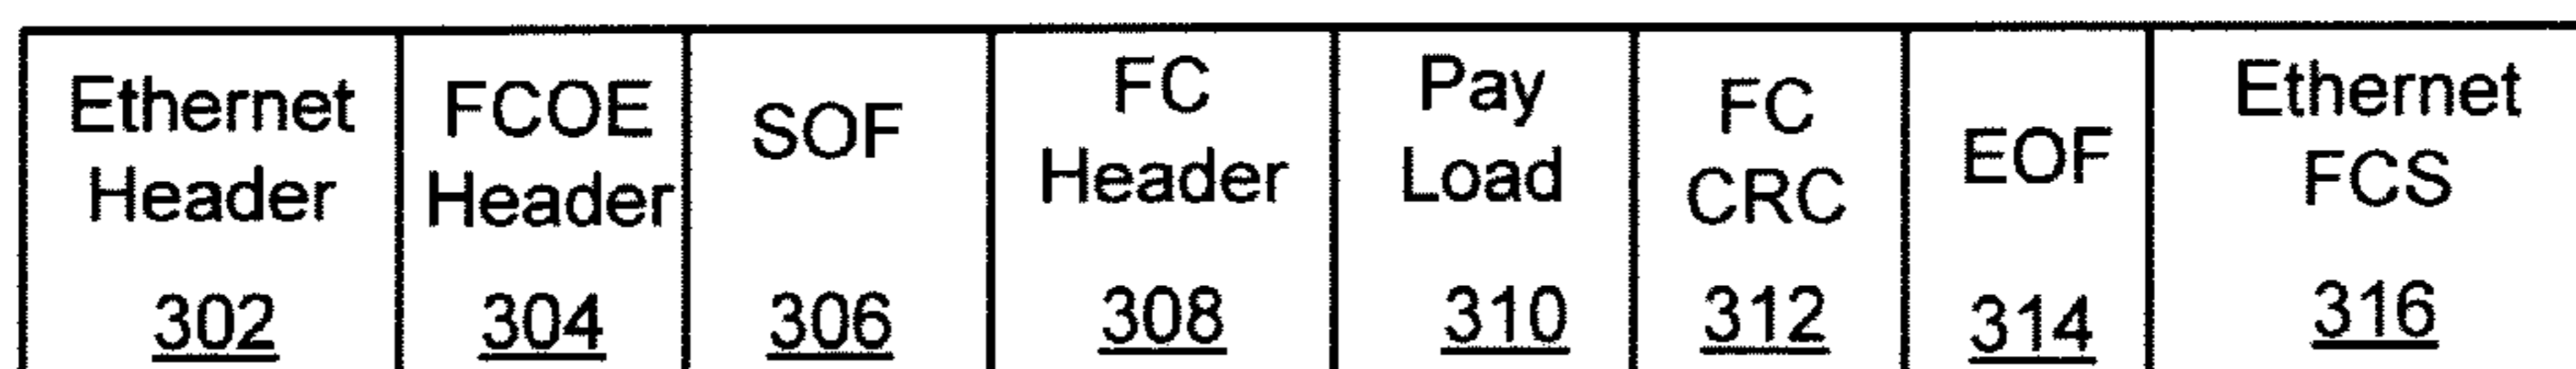 Ethernet
Header
302
FCOE
Header
304
SOF
306
FC
Header
308
Pay
Load
310
FC
CRC
312
EOF
314
Ethernet
FCS
316